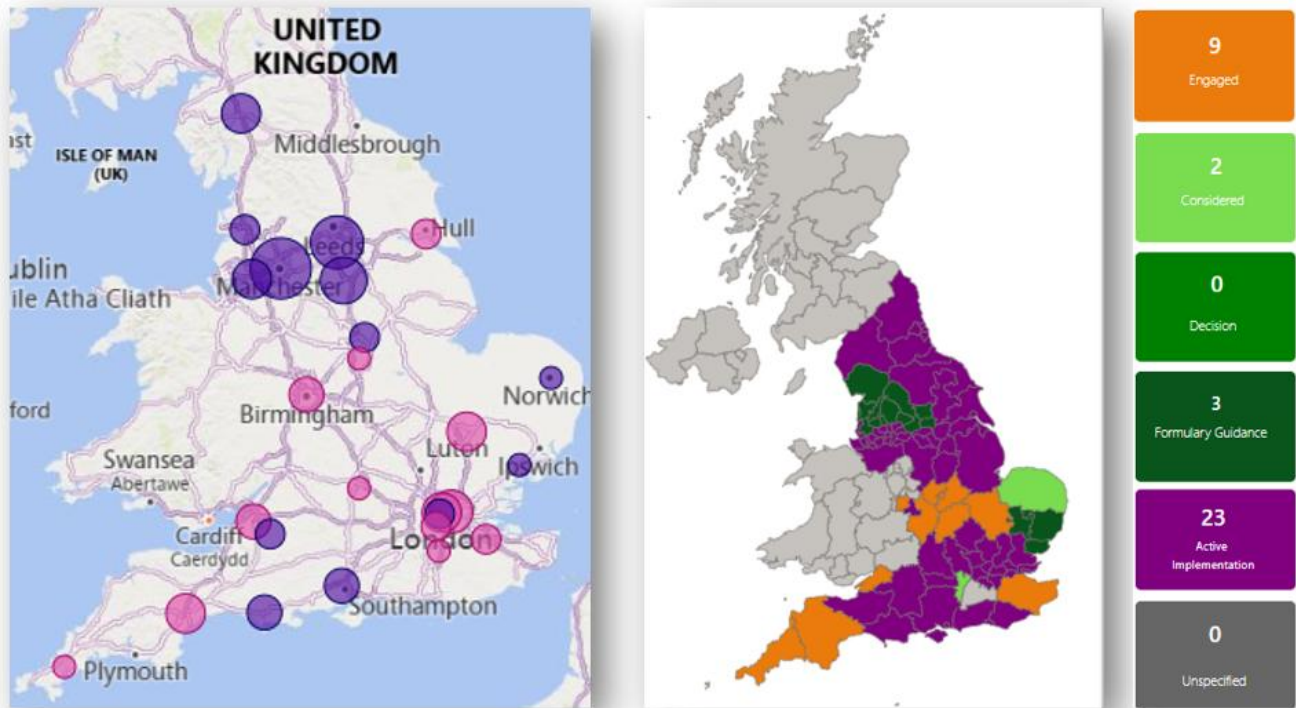 UNITED
KINGDOM
Middlesbrough
ISLE OF MAN
(UK)
Hull
Leeds
Manchester
ublin
ile Atha Cliath
Norwich
Birmingham
ford
Luton
Ipswich
Swansea
Abertawe
Cardiff
Caerdydd
London
Southampton
Plymouth
9
Engaged
2
Considered
0
Decision
3
Formulary Guidance
23
Active
Implementation
0
Unspecified